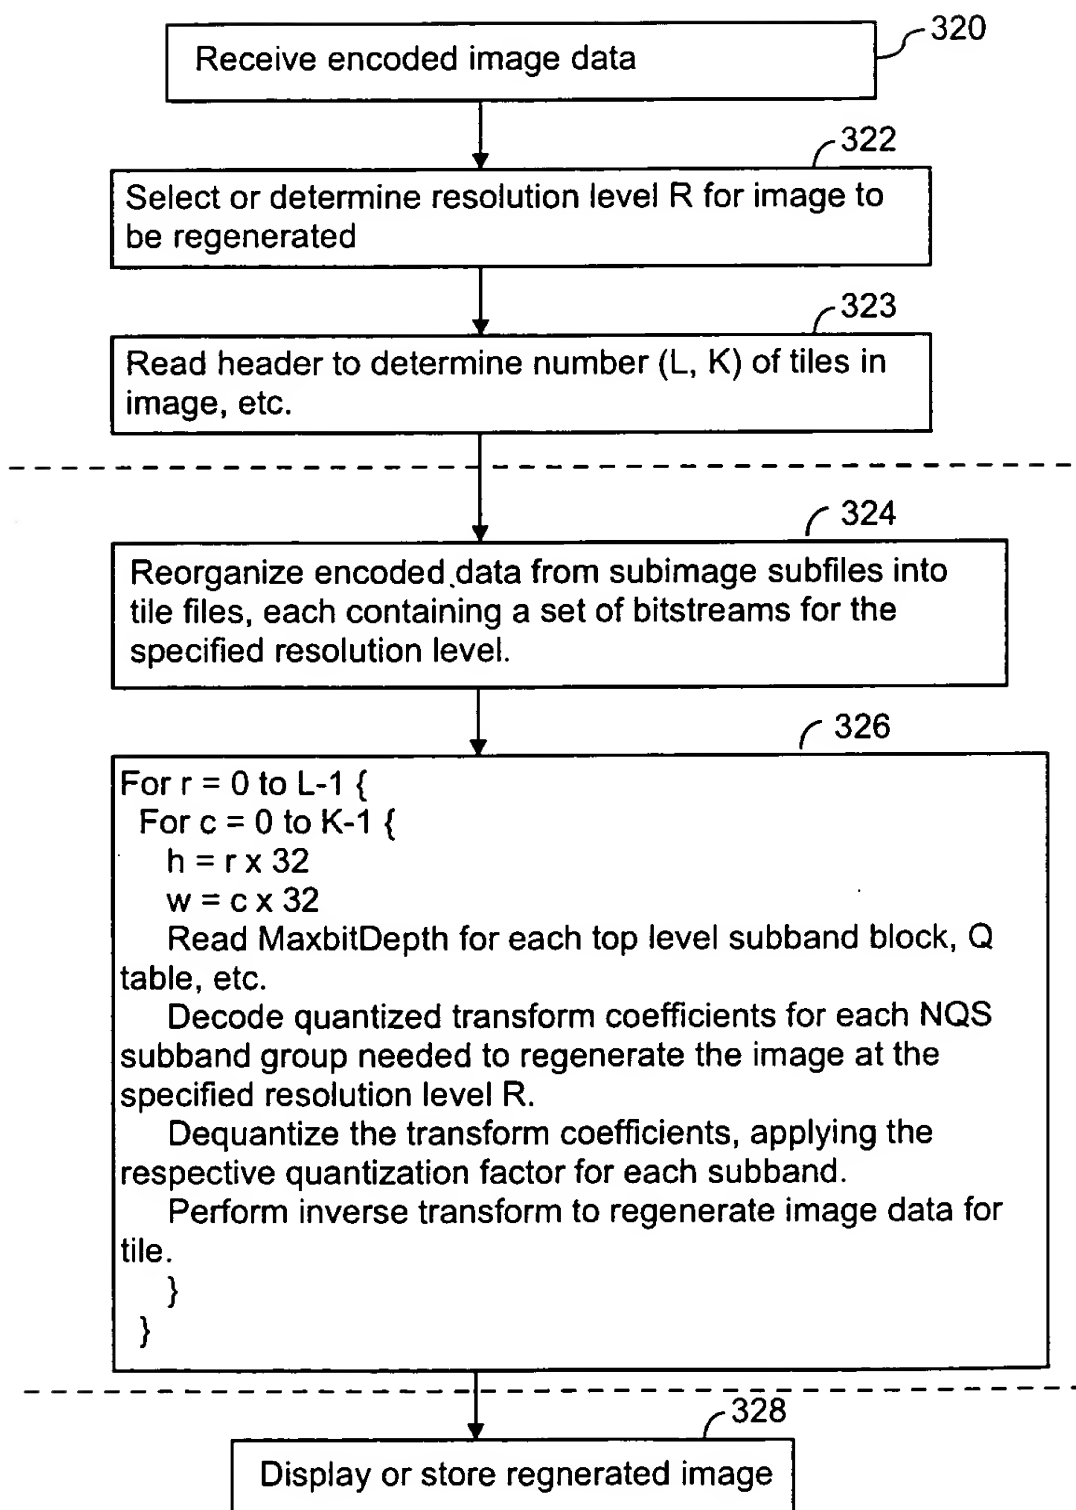 320
Receive encoded image data
322
Select or determine resolution level R for image to
be regenerated
323
Read header to determine number (L, K) of tiles in
image, etc.
324
Reorganize encoded data from subimage subfiles into
tile files, each containing a set of bitstreams for the
specified resolution level.
326
For r = 0 to L-1 {
For c = 0 to K-1 {
h = r x 32
w = c x 32
Read MaxbitDepth for each top level subband block, Q
table, etc.
Decode quantized transform coefficients for each NQS
subband group needed to regenerate the image at the
specified resolution level R.
Dequantize the transform coefficients, applying the
respective quantization factor for each subband.
Perform inverse transform to regenerate image data for
tile.
}
}
328
Display or store regnerated image